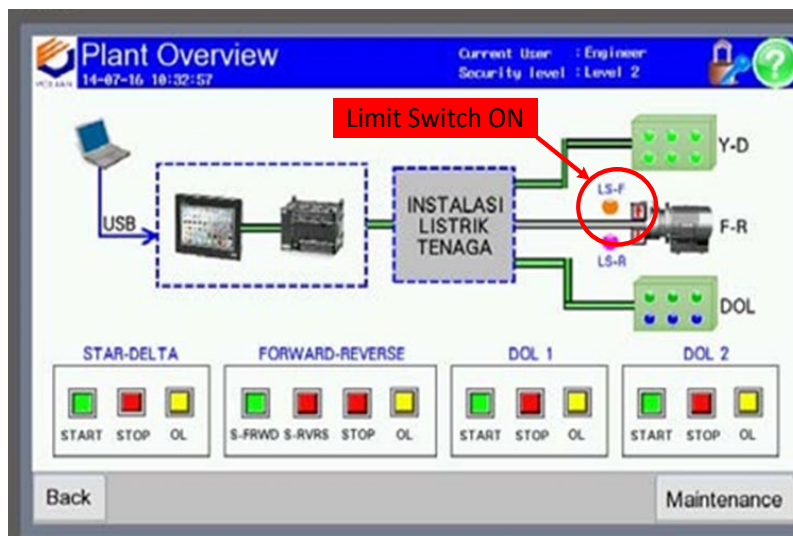 Plant Overview
14-07-16 10:32:57
Current User : Engineer
Security level : Level 2
?
Limit Switch ON
Y-D
LS-F
USB
INSTALASI
LISTRIK
TENAGA
F-R
LS-R
DOL
STAR-DELTA
FORWARD-REVERSE
DOL 1
DOL 2
START STOP OL
S-FRWD S-RVRS STOP OL
START STOP OL
START STOP OL
Back
Maintenance